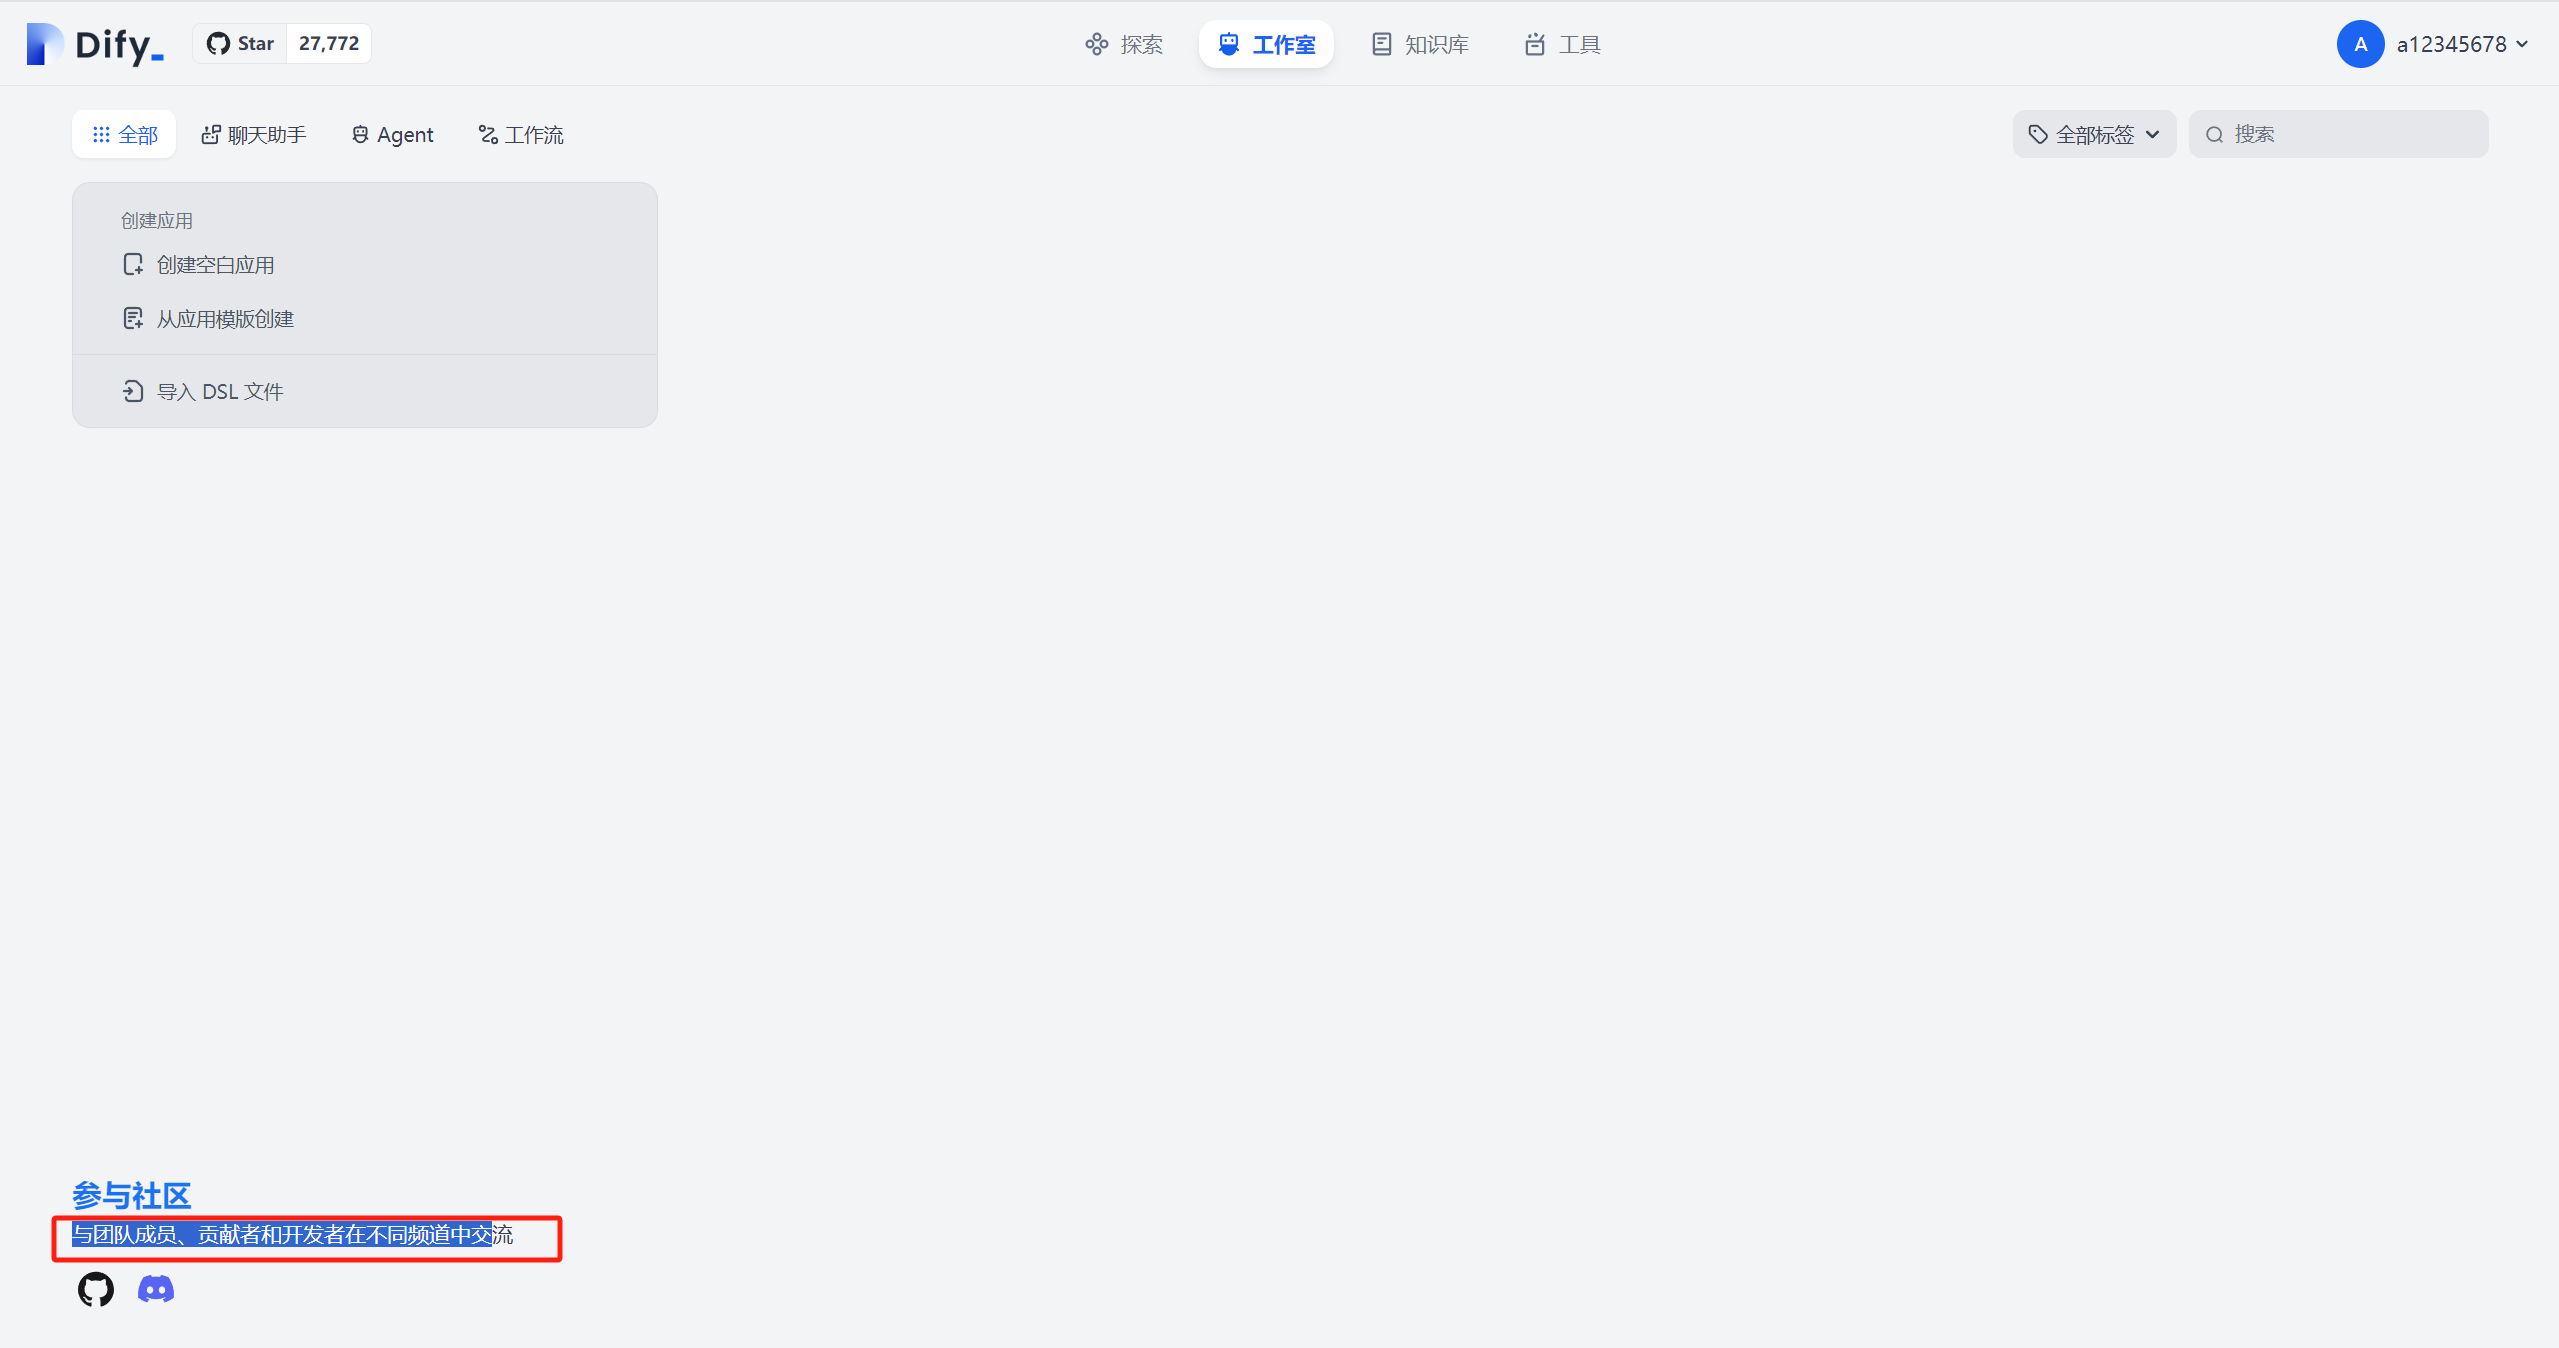 Dify_
Star 27,772
探索
工作室
知识库
工具
A a12345678
全部
聊天助手
Agent
工作流
全部标签
搜索
创建应用
创建空白应用
从应用模版创建
导入 DSL 文件
参与社区
与团队成员、贡献者和开发者在不同频道中交流